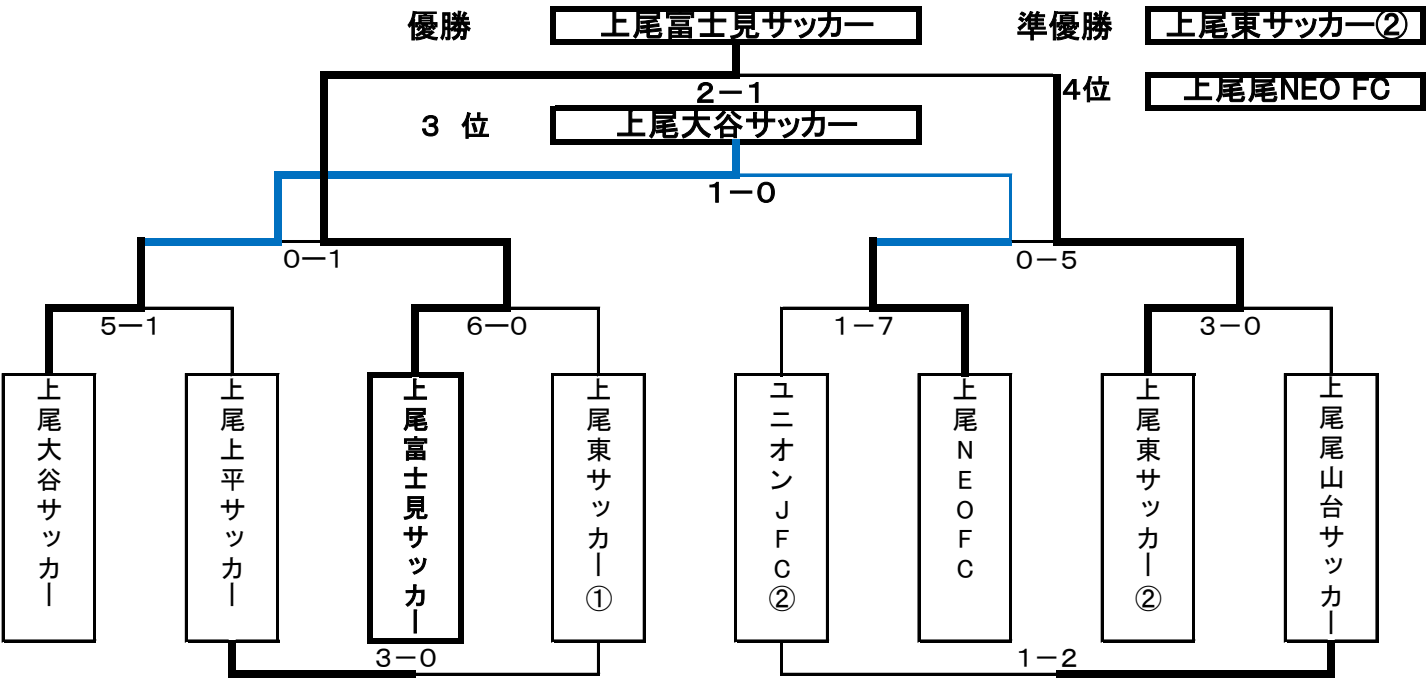 優勝
上尾富士見サッカー
準優勝
上尾東サッカー②
2－1
4位
上尾尾NEO FC
3 位
上尾大谷サッカー
1－0
0－1
0－5
5－1
6－0
1－7
3－0
上尾大谷サッカー
上尾上平サッカー
上尾富士見サッカー
上尾東サッカー①
ユニオンJFC②
上尾NEOFC
上尾東サッカー②
上尾尾山台サッカー
3－0
1－2